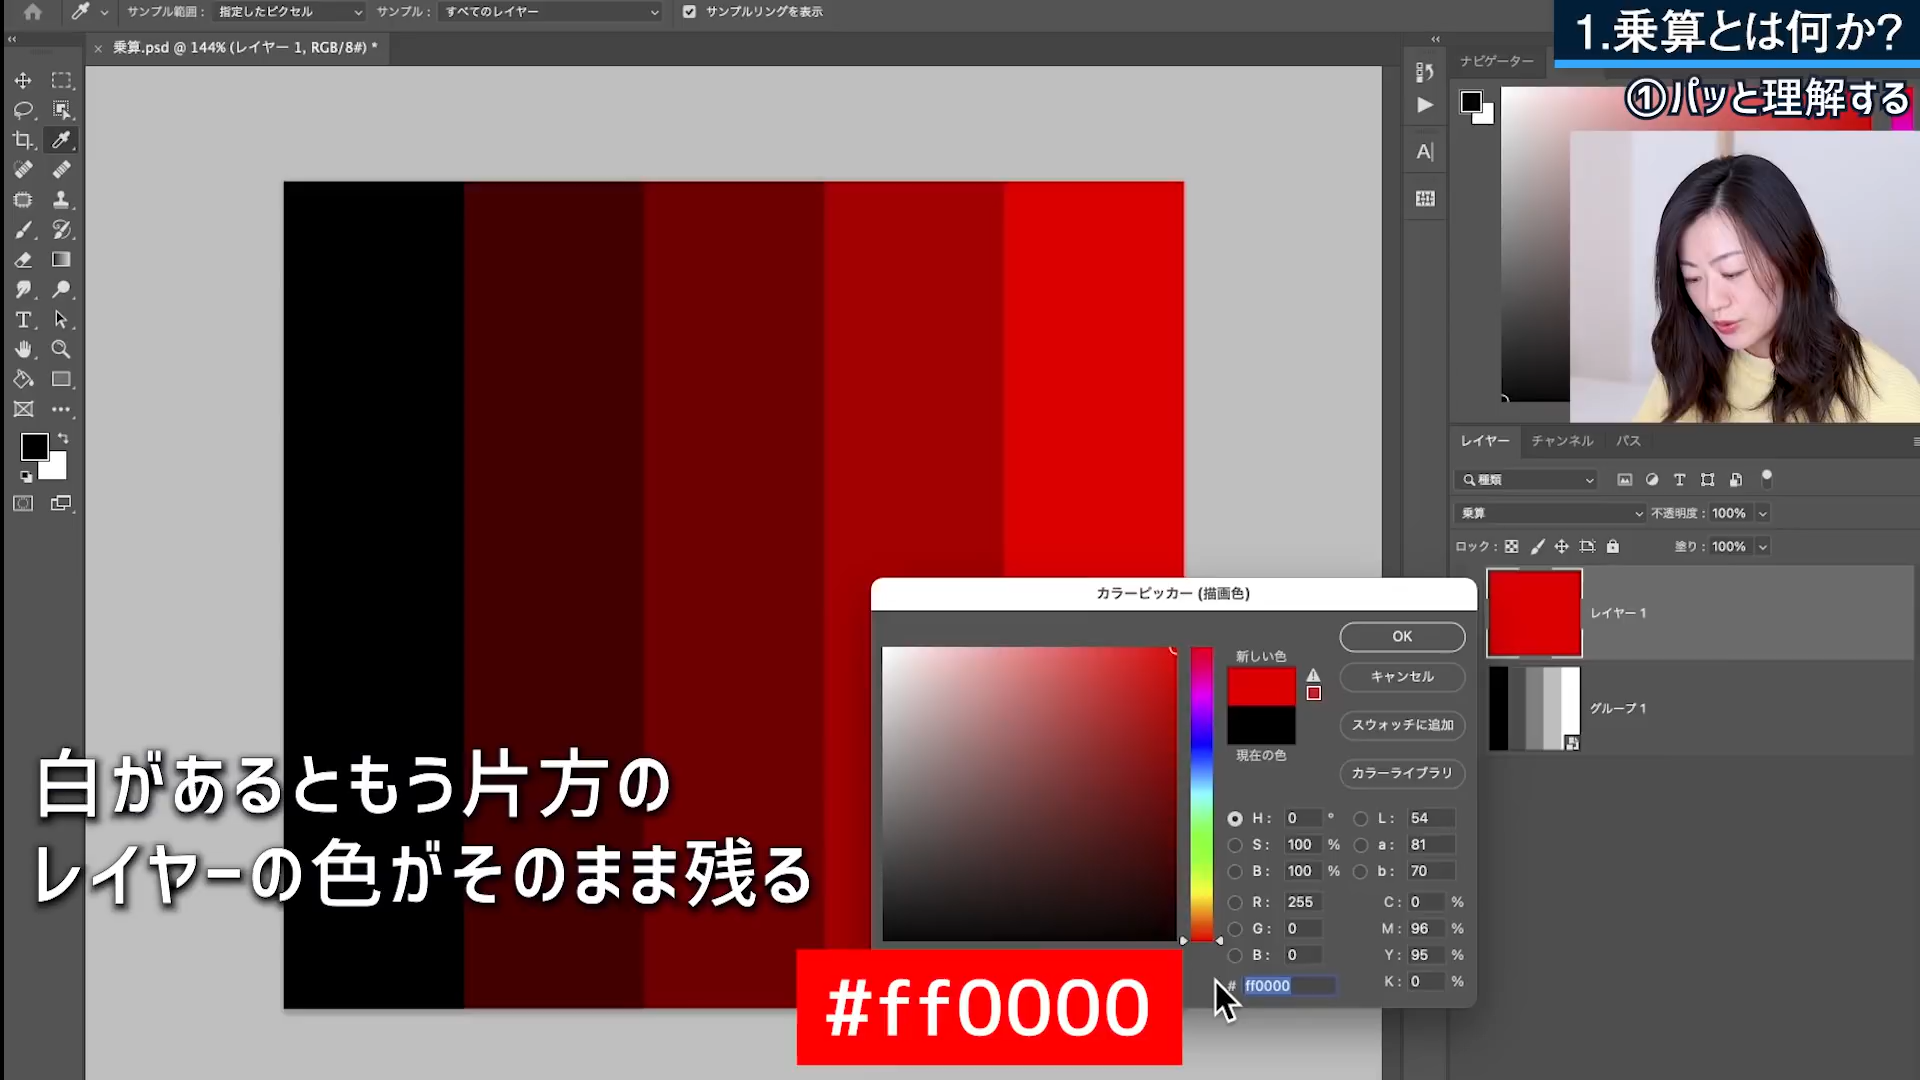 サンプル範囲： 指定したピクセル サンプル： すべてのレイヤー サンプルリングを表示
1.乗算とは何か?
乗算.psd @ 144% (レイヤー 1, RGB/8#) *
ナビゲーター
①パッと理解する
レイヤー チャンネル パス
種類
乗算 不透明度： 100%
ロック： 塗り： 100%
レイヤー 1
グループ 1
カラーピッカー (描画色)
新しい色
現在の色
OK
キャンセル
スウォッチに追加
カラーライブラリ
H： 0 ° L： 54
S： 100 % a： 81
B： 100 % b： 70
R： 255 C： 0 %
G： 0 M： 96 %
B： 0 Y： 95 %
# ff0000 K： 0 %
白があるともう片方の
レイヤーの色がそのまま残る
#ff0000